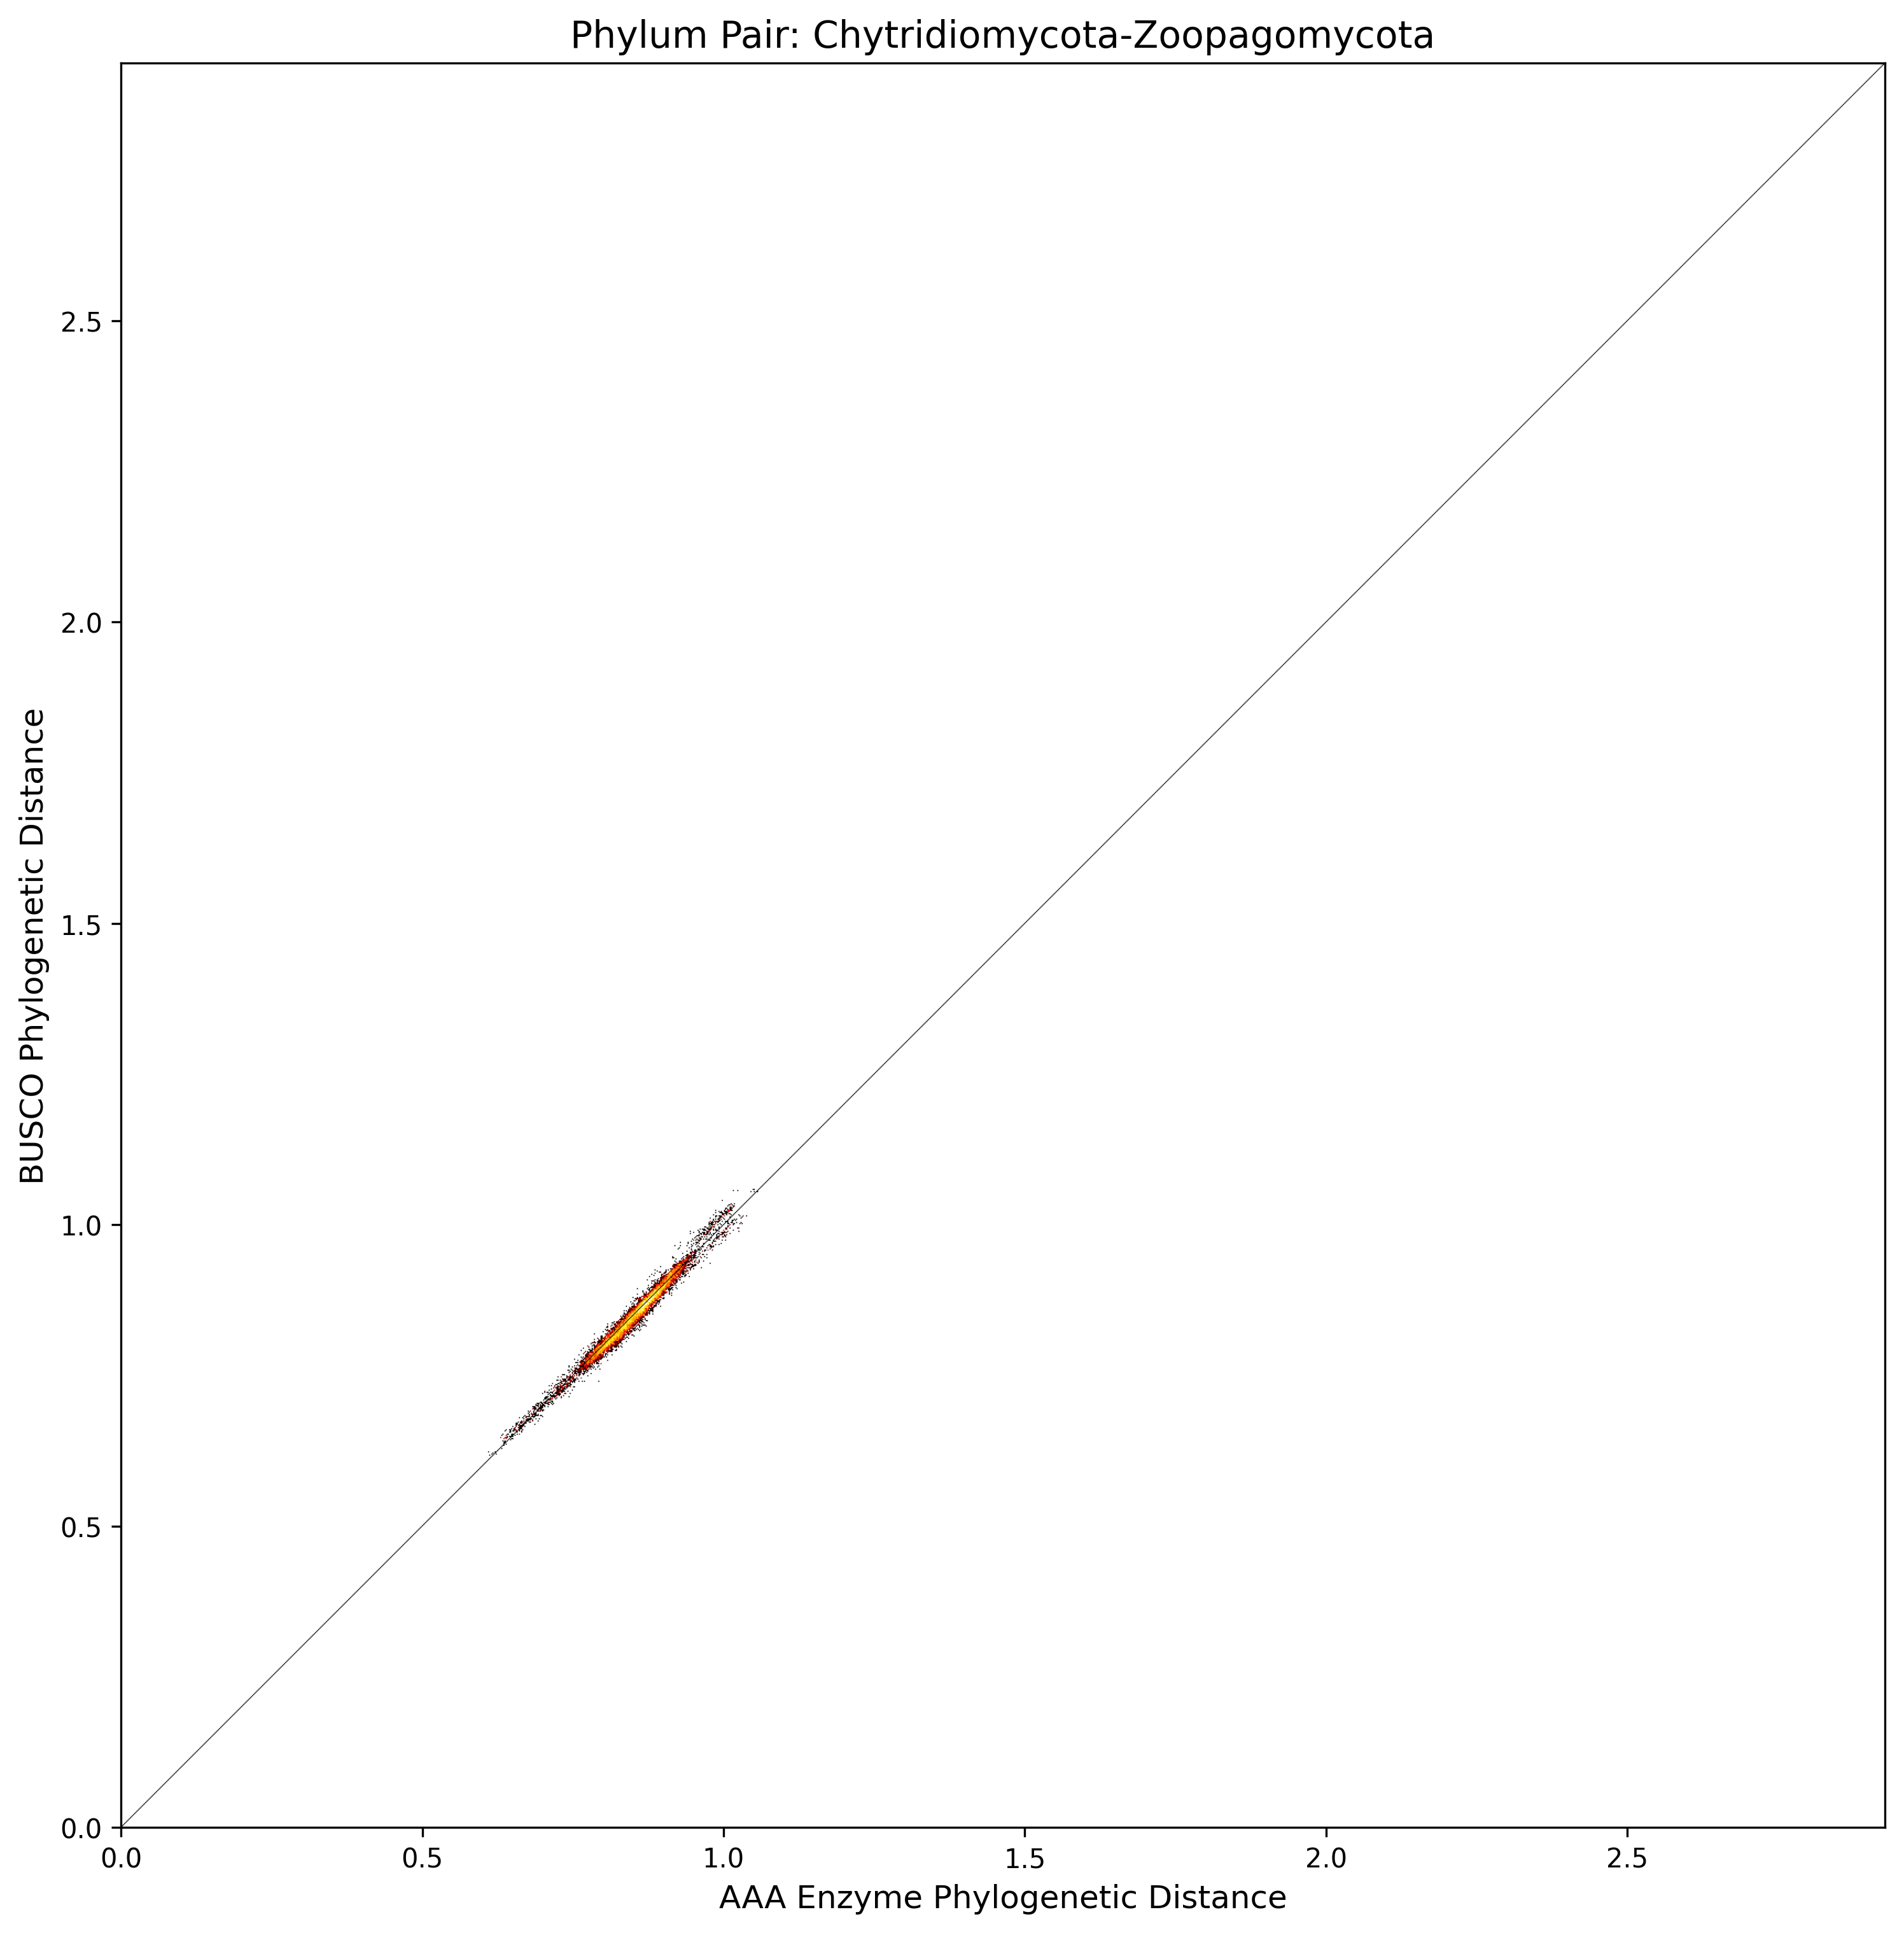 Phylum Pair: Chytridiomycota-Zoopagomycota
2.5
2.0
1.5
1.0
0.5
0.0
BUSCO Phylogenetic Distance
0.0 0.5 1.0 1.5 2.0 2.5
AAA Enzyme Phylogenetic Distance